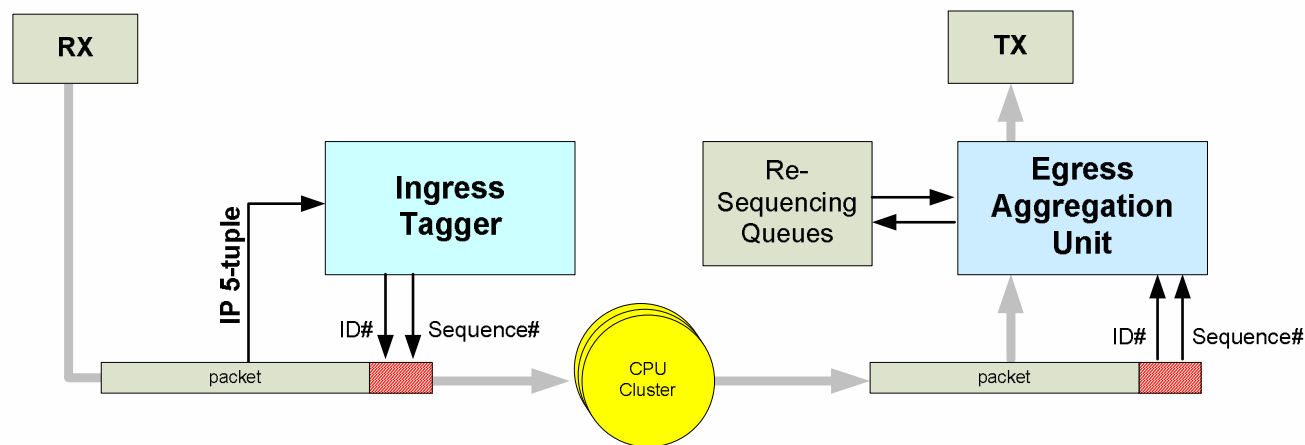 RX
TX
Ingress
Tagger
Re-
Sequencing
Queues
Egress
Aggregation
Unit
IP 5-tuple
ID#
Sequence#
ID#
Sequence#
packet
CPU
Cluster
packet